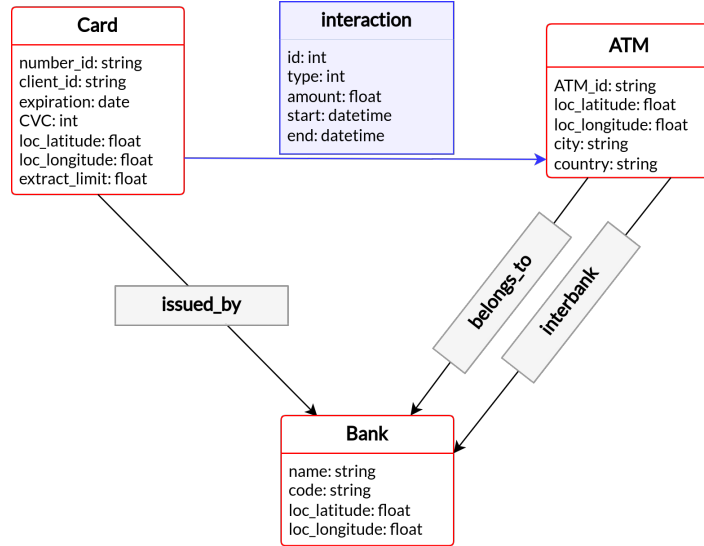 Card
number_id: string
client_id: string
expiration: date
CVC: int
loc_latitude: float
loc_longitude: float
extract_limit: float
interaction
id: int
type: int
amount: float
start: datetime
end: datetime
ATM
ATM_id: string
loc_latitude: float
loc_longitude: float
city: string
country: string
issued_by
belongs_to
interbank
Bank
name: string
code: string
loc_latitude: float
loc_longitude: float